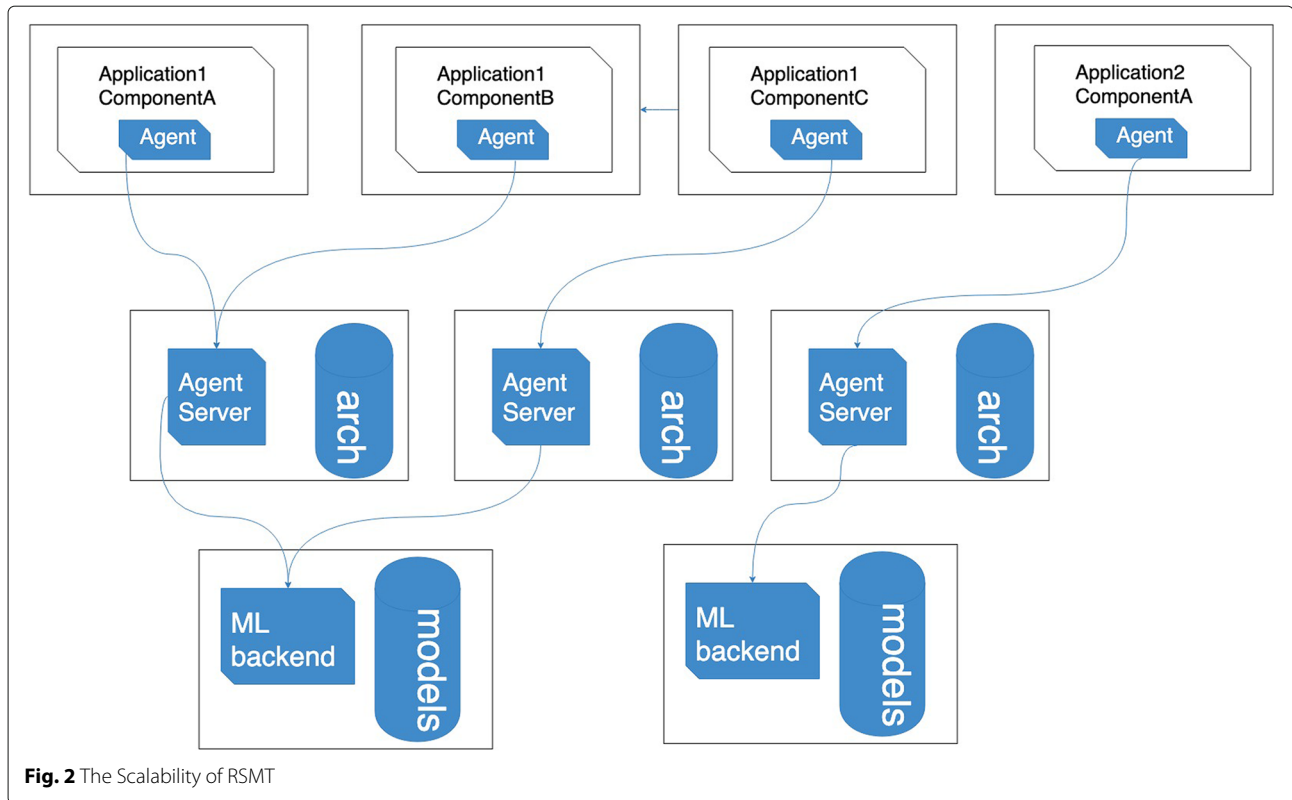 Application1
ComponentA
Agent
Application1
ComponentB
Agent
Application1
ComponentC
Agent
Application2
ComponentA
Agent
Agent
Server
arch
Agent
Server
arch
Agent
Server
arch
ML
backend
models
ML
backend
models
Fig. 2 The Scalability of RSMT